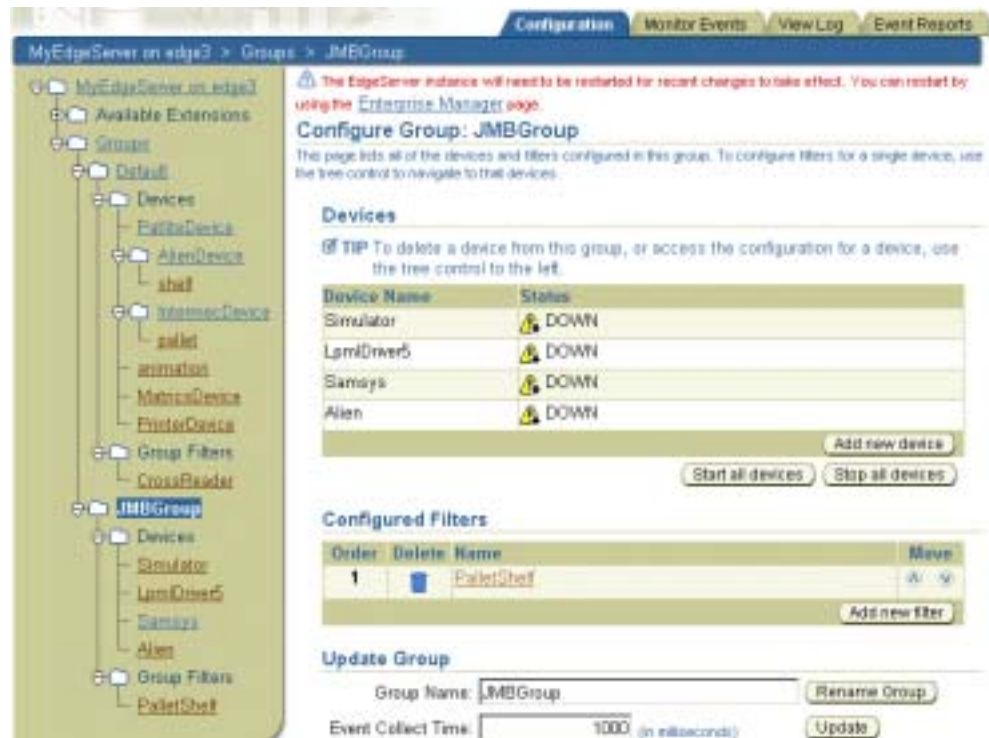 Configuration
Monitor Events
View Log
Event Reports
MyEdgeServer on edge3 > Groups > JMBGroup
MyEdgeServer on edge3
Available Extensions
Groups
Default
Devices
AlienDevice
shelf
IntermecDevice
pallet
animation
MatricsDevice
PrinterDevice
Group Filters
CrossReader
JMBGroup
Devices
Simulator
LpmlDriver5
Samsys
Alien
Group Filters
PalletShelf
The EdgeServer instance will need to be restarted for recent changes to take effect. You can restart by
using the Enterprise Manager page.
Configure Group: JMBGroup
This page lists all of the devices and filters configured in this group. To configure filters for a single device, use
the tree control to navigate to that devices.
Devices
TIP To delete a device from this group, or access the configuration for a device, use
the tree control to the left.
Device Name Status
Simulator DOWN
LpmlDriver5 DOWN
Samsys DOWN
Alien DOWN
Add new device
Start all devices Stop all devices
Configured Filters
Order Delete Name Move
1 PalletShelf
Add new filter
Update Group
Group Name: JMBGroup Rename Group
Event Collect Time: 1000 (in milliseconds) Update